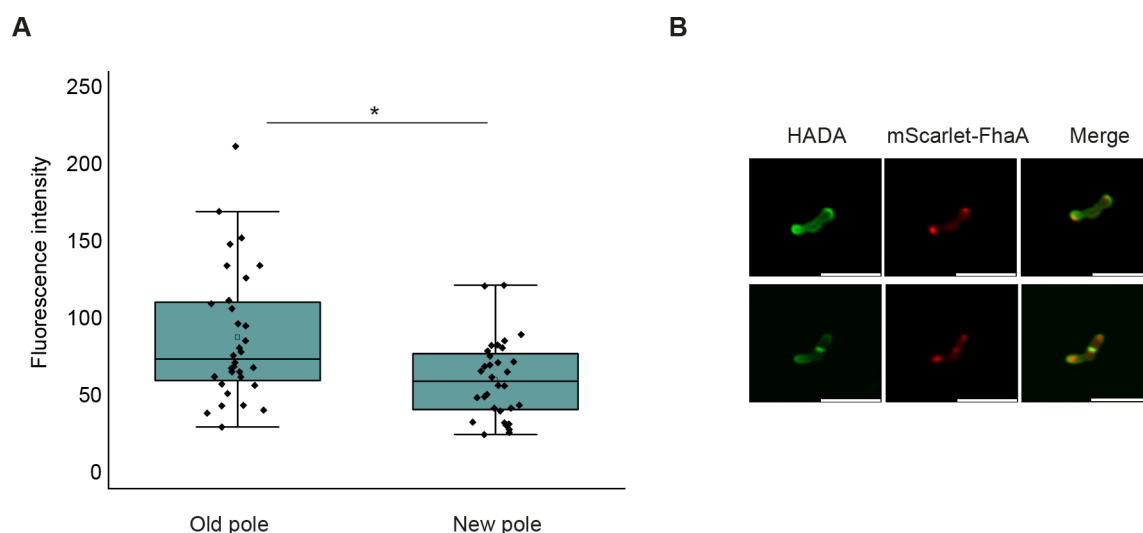 A
B
250
200
150
100
50
0
Fluorescence intensity
*
Old pole
New pole
HADA
mScarlet-FhaA
Merge